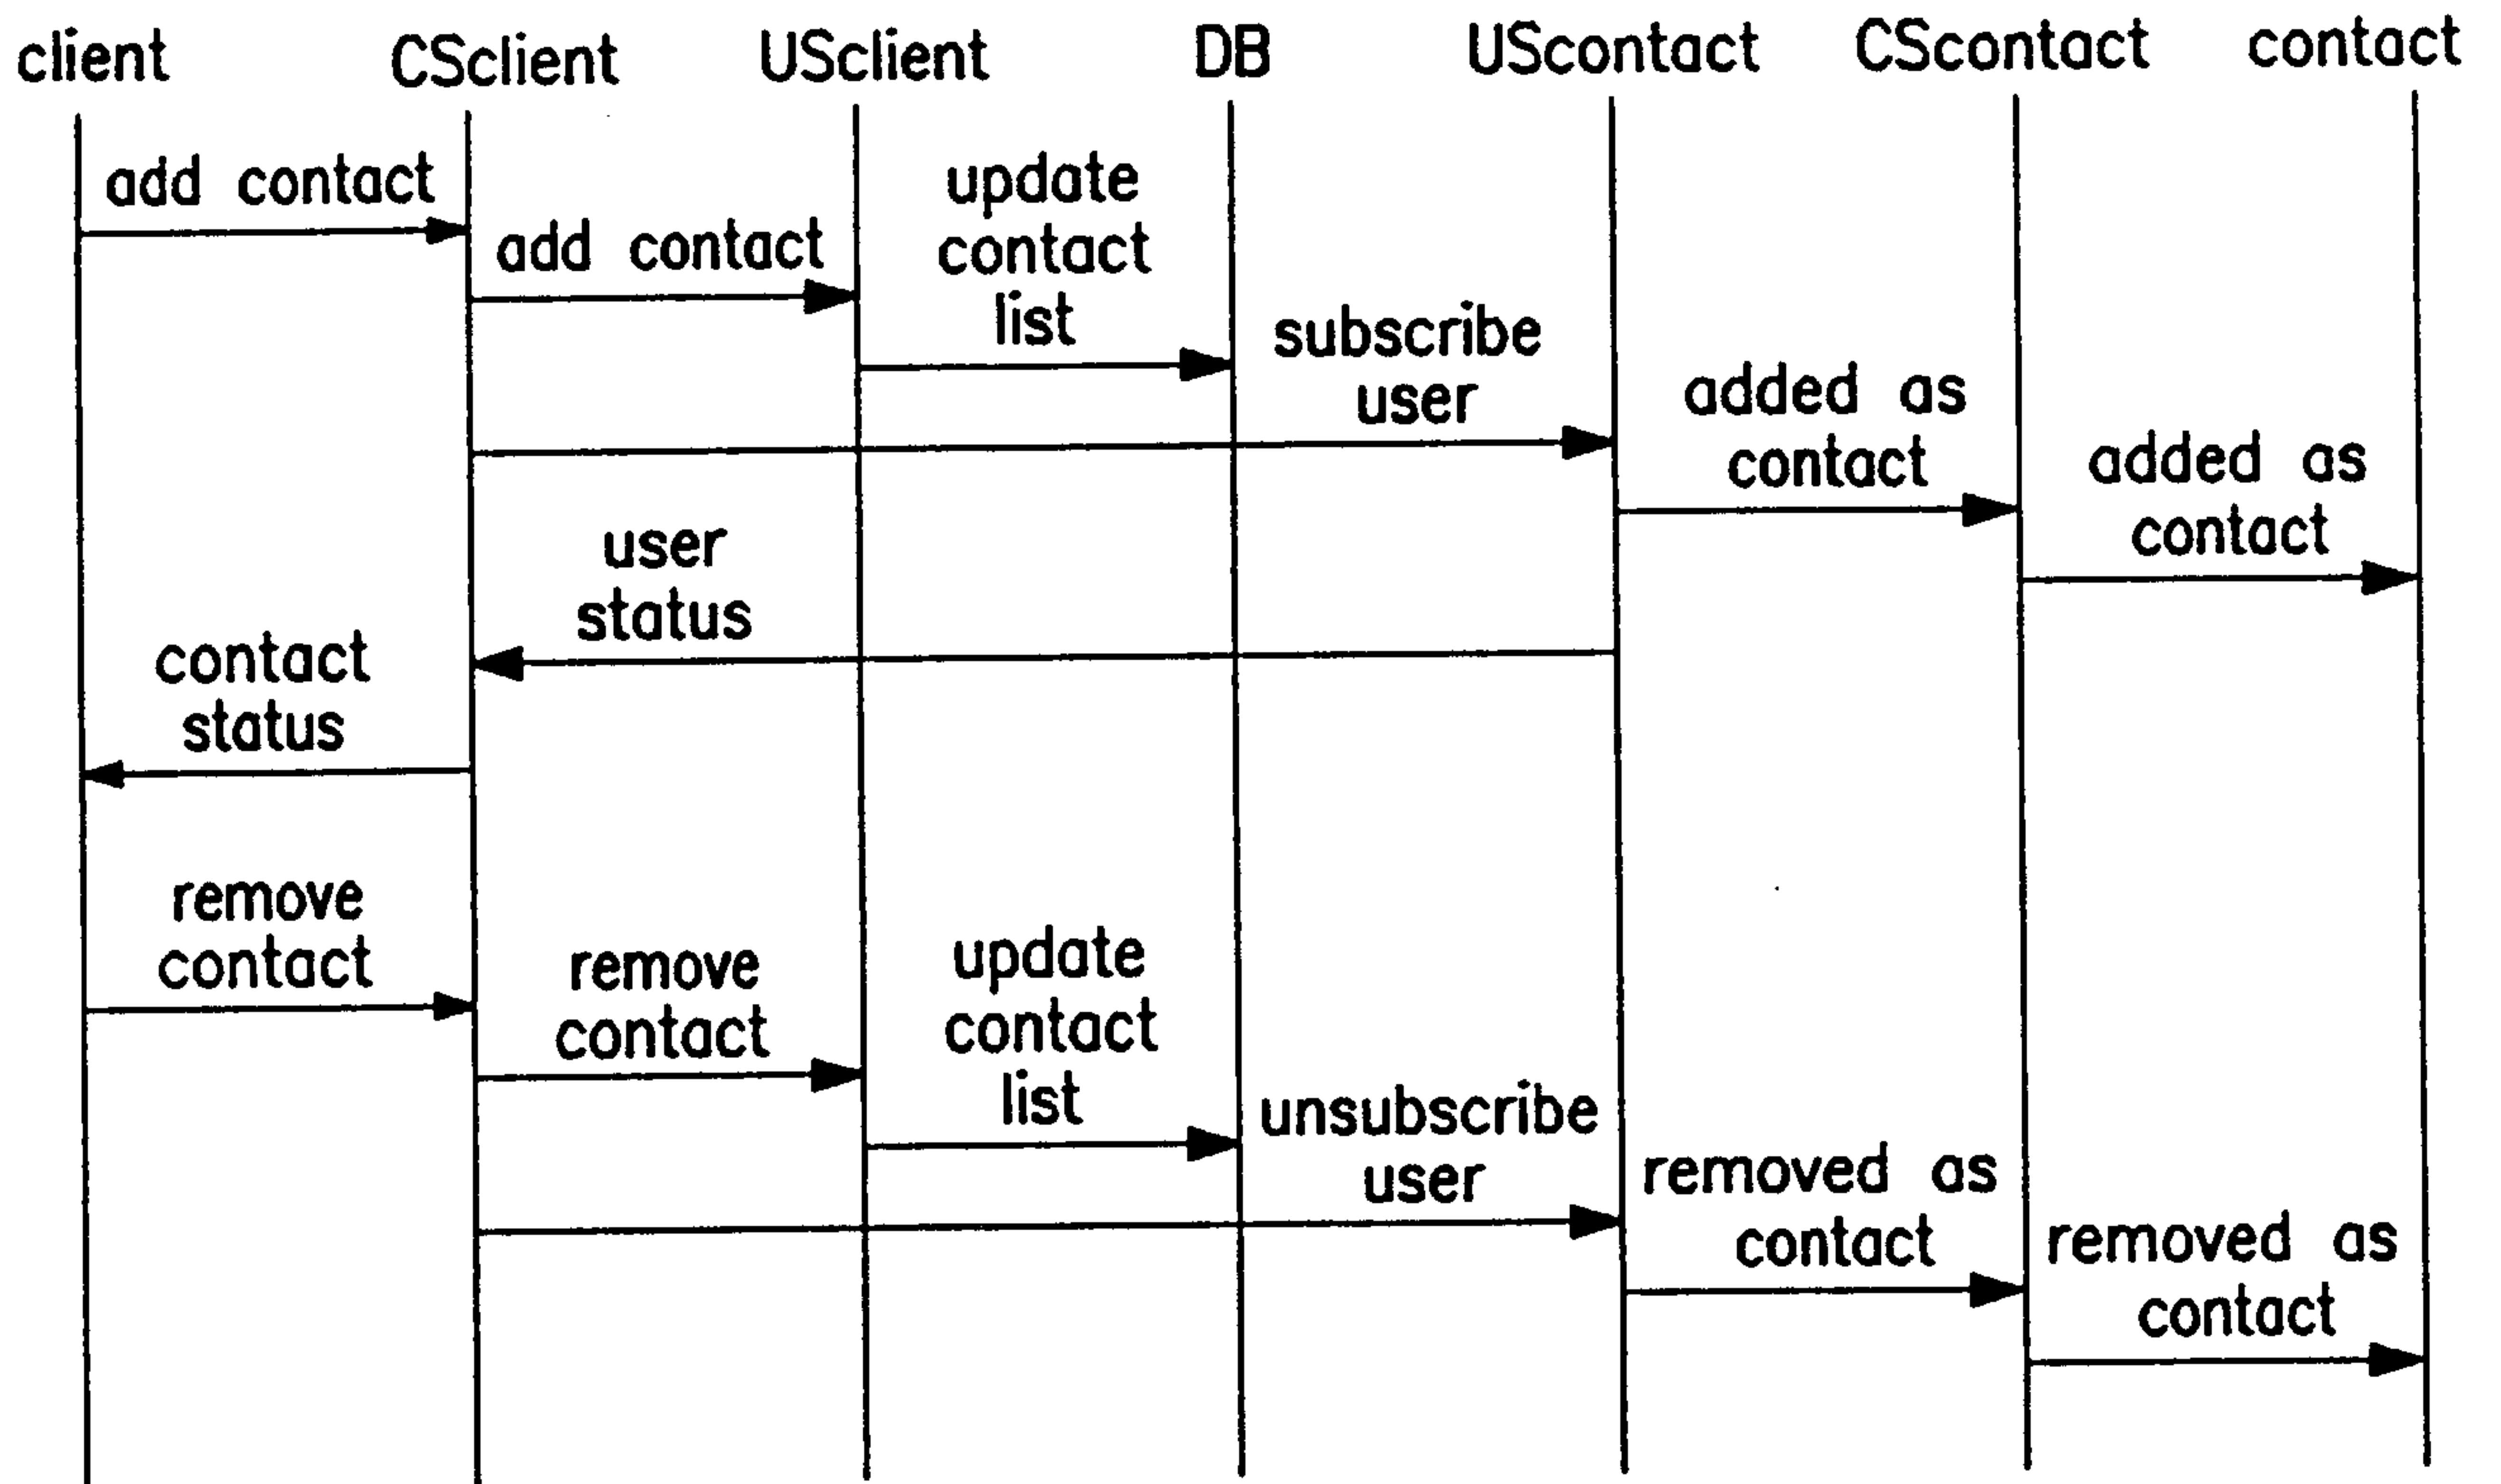 client
CSclient
USclient
DB
UScontact
CScontact
contact
add contact
add contact
update
contact
list
subscribe
user
added as
contact
added as
contact
user
status
contact
status
remove
contact
remove
contact
update
contact
list
unsubscribe
user
removed as
contact
removed as
contact